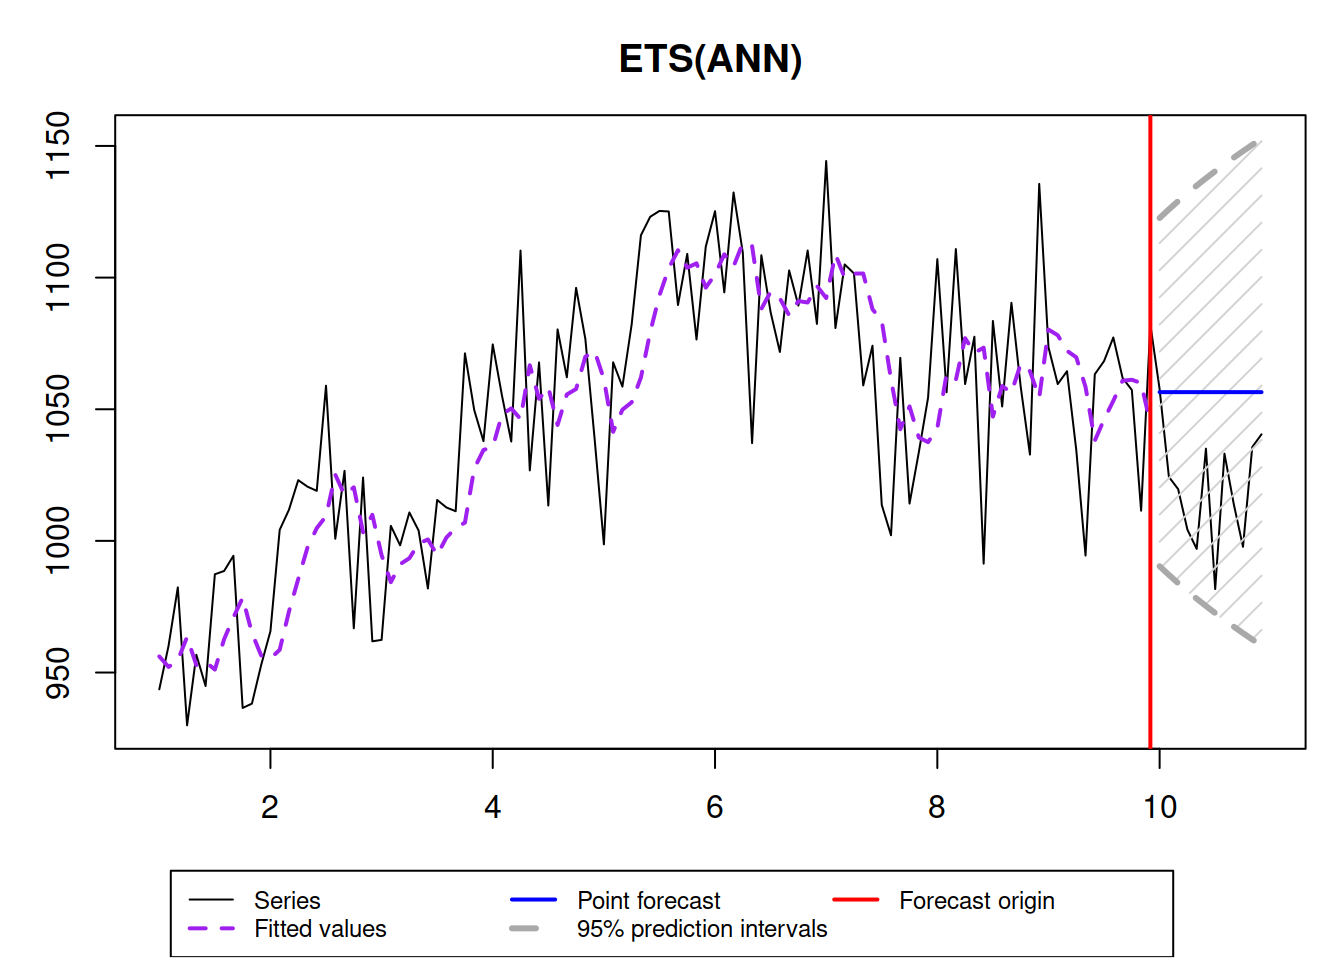 ETS(ANN)
1150
1100
1050
1000
950
2 4 6 8 10
Series Point forecast Forecast origin
Fitted values 95% prediction intervals